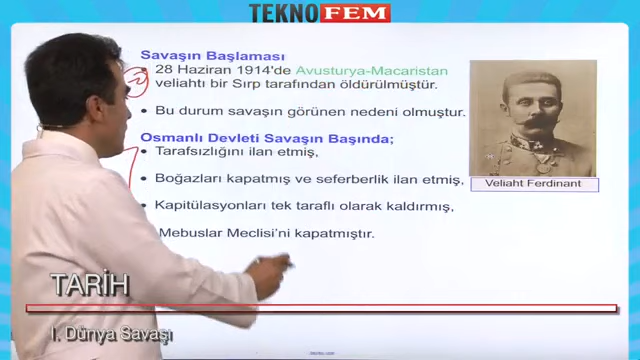 TEKNOFEM
Savaşın Başlaması
• 28 Haziran 1914'de Avusturya-Macaristan
veliahtı bir Sırp tarafından öldürülmüştür.
• Bu durum savaşın görünen nedeni olmuştur.
Osmanlı Devleti Savaşın Başında;
• Tarafsızlığını ilan etmiş,
• Boğazları kapatmış ve seferberlik ilan etmiş,
• Kapitülasyonları tek taraflı olarak kaldırmış,
Mebuslar Meclisi'ni kapatmıştır.
Veliaht Ferdinant
TARİH
I. Dünya Savaşı